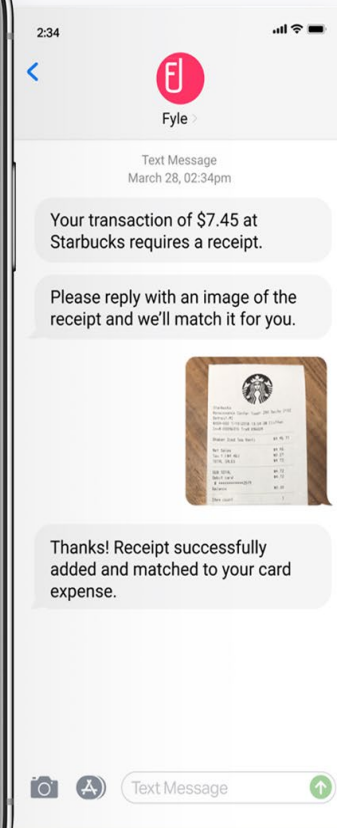 2:34
Fyle
Text Message
March 28, 02:34pm
Your transaction of $7.45 at
Starbucks requires a receipt.
Please reply with an image of the
receipt and we'll match it for you.
Starbucks
Thanks! Receipt successfully
added and matched to your card
expense.
Text Message